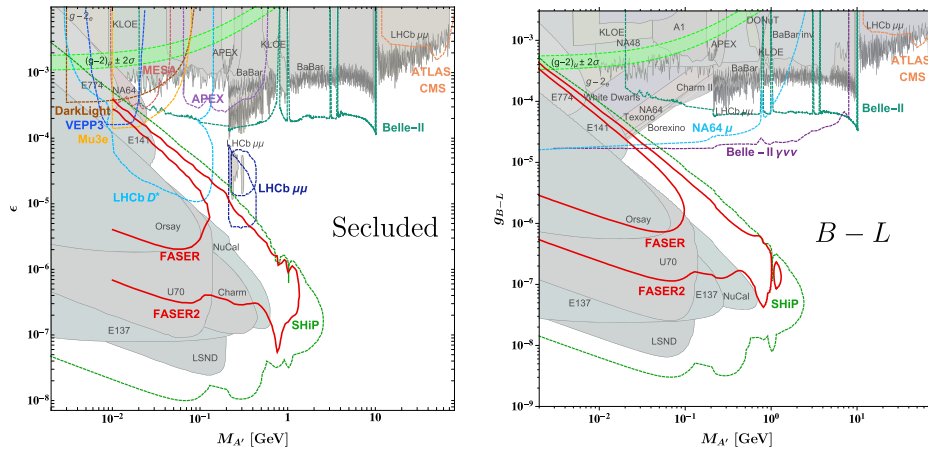 g-2e
KLOE
KLOE
LHCb μμ
(g-2)μ ± 2σ
APEX
MESA
BaBar
BaBar
ATLAS
CMS
E774
NA64
APEX
DarkLight
VEPP3
Mu3e
E141
Belle-II
LHCb μμ
LHCb μμ
LHCb D*
Orsay
FASER
NuCal
U70
FASER2
Charm
E137
SHiP
LSND
Secluded
ϵ
10⁻³
10⁻⁴
10⁻⁵
10⁻⁶
10⁻⁷
10⁻⁸
10⁻² 10⁻¹ 1 10
M_A′ [GeV]
A1
DONuT
KLOE
NA48
BaBar inv
LHCb μμ
(g-2)μ ± 2σ
APEX
KLOE
g-2e
BaBar
ATLAS
CMS
E774
White Dwarfs
Charm II
NA64
Texono
LHCb μμ
Belle-II
E141
Borexino
NA64 μ
Belle-II γνν
Orsay
FASER
U70
FASER2
E137
NuCal
E137
SHiP
LSND
B − L
g_B−L
10⁻³
10⁻⁴
10⁻⁵
10⁻⁶
10⁻⁷
10⁻⁸
10⁻⁹
10⁻² 10⁻¹ 10⁰ 10¹
M_A′ [GeV]